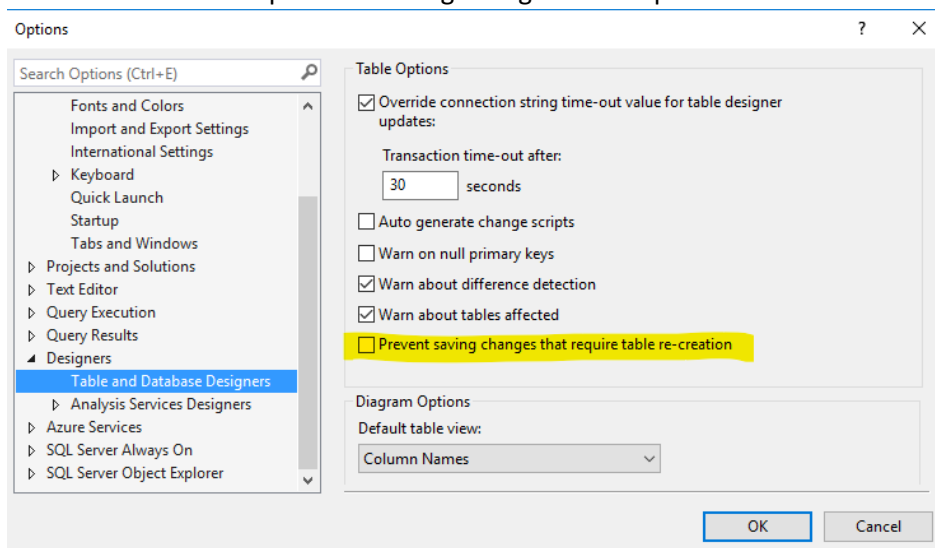 Options
?
Search Options (Ctrl+E)
Fonts and Colors
Import and Export Settings
International Settings
Keyboard
Quick Launch
Startup
Tabs and Windows
Projects and Solutions
Text Editor
Query Execution
Query Results
Designers
Table and Database Designers
Analysis Services Designers
Azure Services
SQL Server Always On
SQL Server Object Explorer
Table Options
Override connection string time-out value for table designer
updates:
Transaction time-out after:
30 seconds
Auto generate change scripts
Warn on null primary keys
Warn about difference detection
Warn about tables affected
Prevent saving changes that require table re-creation
Diagram Options
Default table view:
Column Names
OK Cancel